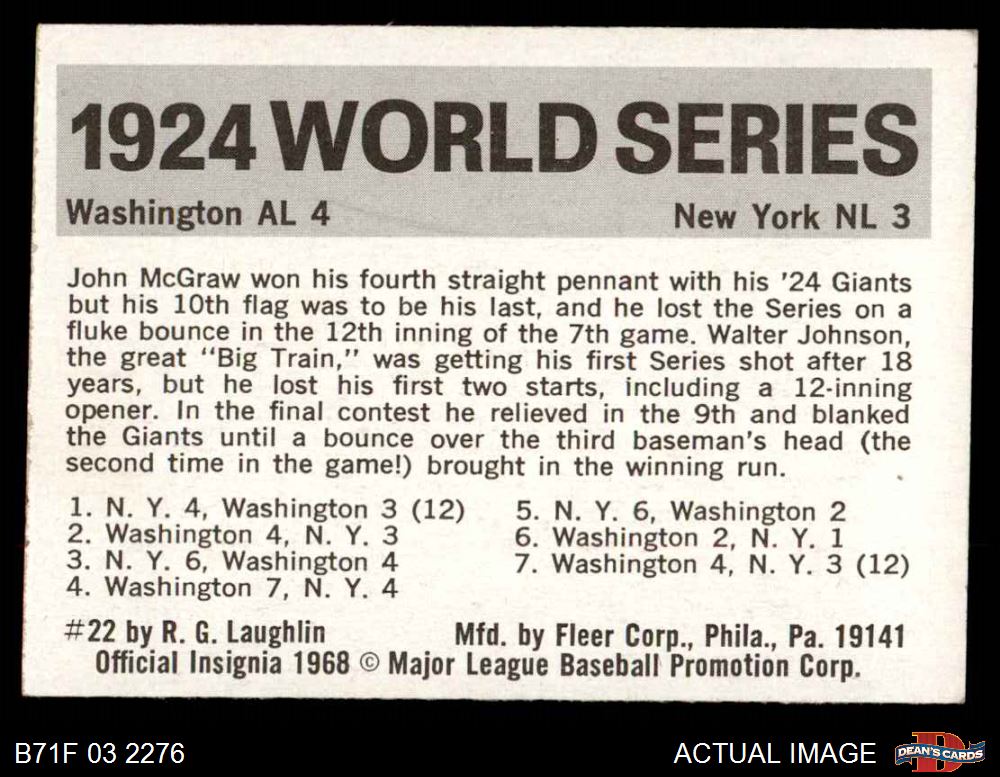 1924 WORLD SERIES
Washington AL 4 New York NL 3
John McGraw won his fourth straight pennant with his '24 Giants
but his 10th flag was to be his last, and he lost the Series on a
fluke bounce in the 12th inning of the 7th game. Walter Johnson,
the great "Big Train," was getting his first Series shot after 18
years, but he lost his first two starts, including a 12-inning
opener. In the final contest he relieved in the 9th and blanked
the Giants until a bounce over the third baseman's head (the
second time in the game!) brought in the winning run.
1. N. Y. 4, Washington 3 (12)
2. Washington 4, N. Y. 3
3. N. Y. 6, Washington 4
4. Washington 7, N. Y. 4
5. N. Y. 6, Washington 2
6. Washington 2, N. Y. 1
7. Washington 4, N. Y. 3 (12)
#22 by R. G. Laughlin Mfd. by Fleer Corp., Phila., Pa. 19141
Official Insignia 1968 © Major League Baseball Promotion Corp.
B71F 03 2276 ACTUAL IMAGE DEAN'S CARDS